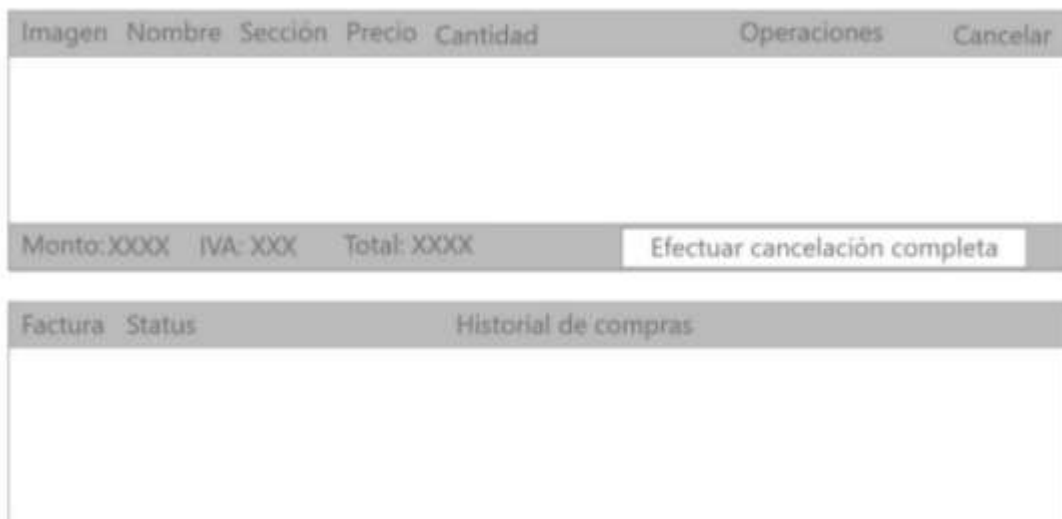 Imagen Nombre Sección Precio Cantidad Operaciones Cancelar
Monto: XXXX IVA: XXX Total: XXXX Efectuar cancelación completa
Factura Status Historial de compras